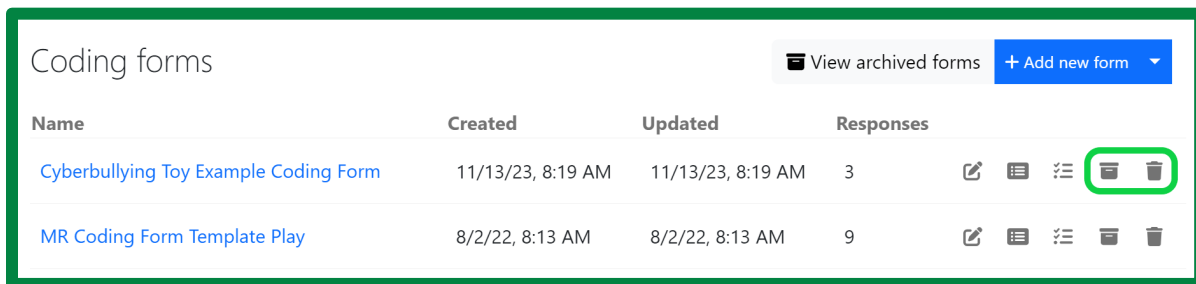 Coding forms
View archived forms
+ Add new form
Name Created Updated Responses
Cyberbullying Toy Example Coding Form 11/13/23, 8:19 AM 11/13/23, 8:19 AM 3
MR Coding Form Template Play 8/2/22, 8:13 AM 8/2/22, 8:13 AM 9